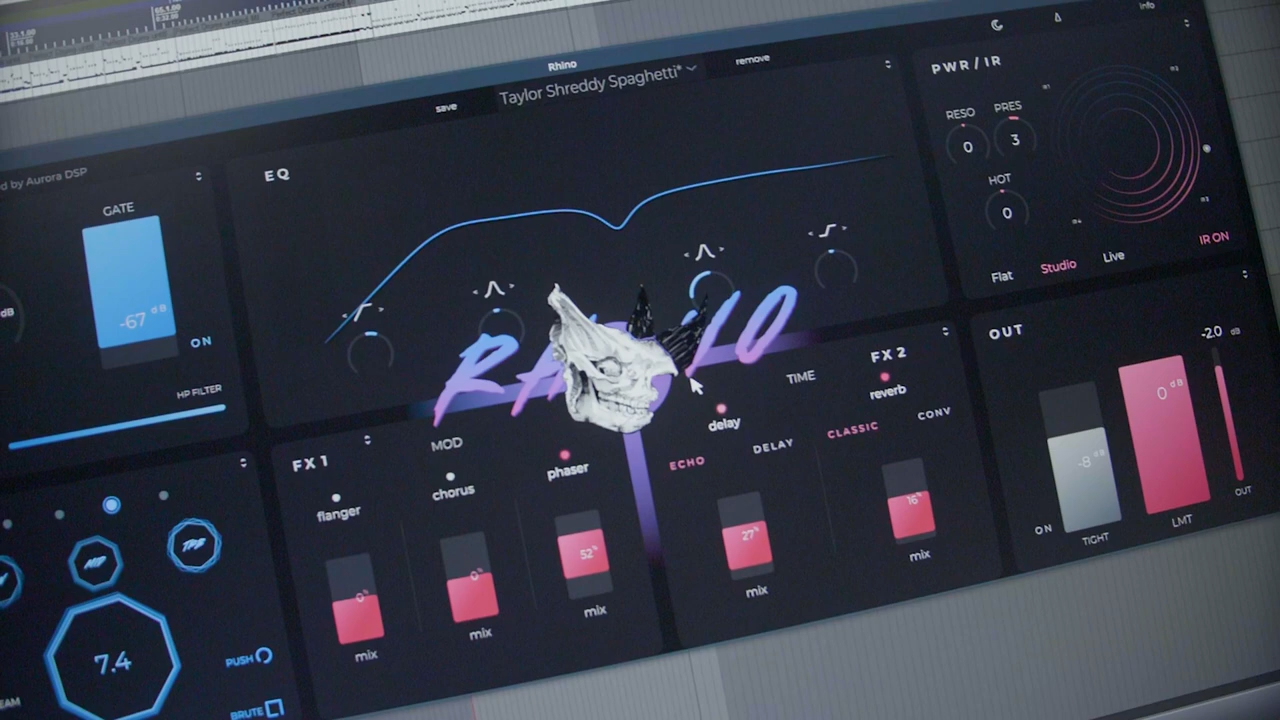 Rhino
save
Taylor Shreddy Spaghetti*
remove
info
d by Aurora DSP
GATE
dB
-67 dB
ON
HP FILTER
EQ
PWR/IR
RESO
PRES
0
3
HOT
0
Flat
Studio
Live
IR ON
FX 1
MOD
flanger
chorus
phaser
0%
0%
52%
mix
mix
mix
TIME
FX 2
delay
reverb
ECHO
DELAY
CLASSIC
CONV
27%
16%
mix
mix
OUT
-2.0 dB
-8 dB
0 dB
ON
TIGHT
LMT
OUT
7.4
PUSH
BRUTE